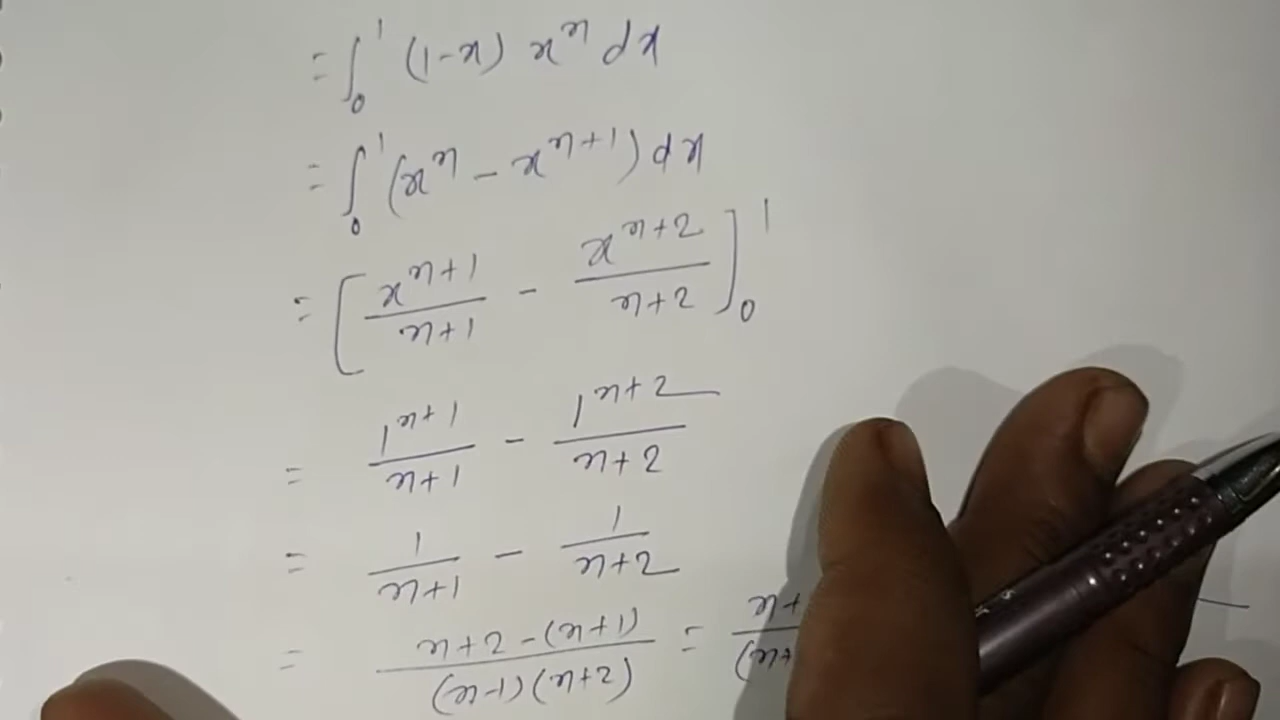 = ∫₀¹ (1-x) xⁿ dx
= ∫₀¹ (xⁿ - xⁿ⁺¹) dx
= [xⁿ⁺¹/(n+1) - xⁿ⁺²/(n+2)]₀¹
= 1ⁿ⁺¹/(n+1) - 1ⁿ⁺²/(n+2)
= 1/(n+1) - 1/(n+2)
= n+2-(n+1)/(n+1)(n+2) = n+/(n+